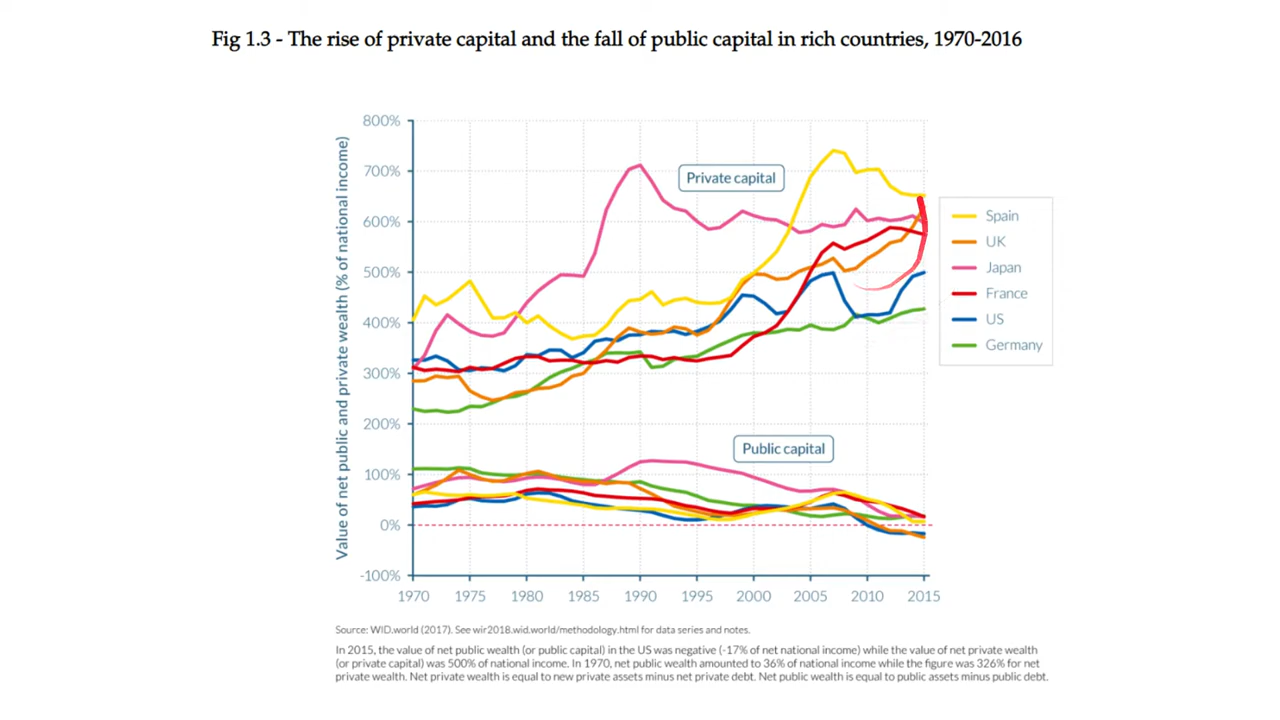 Fig 1.3 - The rise of private capital and the fall of public capital in rich countries, 1970-2016
Value of net public and private wealth (% of national income)
800%
700%
600%
500%
400%
300%
200%
100%
0%
-100%
Private capital
Public capital
Spain
UK
Japan
France
US
Germany
1970 1975 1980 1985 1990 1995 2000 2005 2010 2015
Source: WID.world (2017). See wir2018.wid.world/methodology.html for data series and notes.
In 2015, the value of net public wealth (or public capital) in the US was negative (-17% of net national income) while the value of net private wealth
(or private capital) was 500% of national income. In 1970, net public wealth amounted to 36% of national income while the figure was 326% for net
private wealth. Net private wealth is equal to new private assets minus net private debt. Net public wealth is equal to public assets minus public debt.